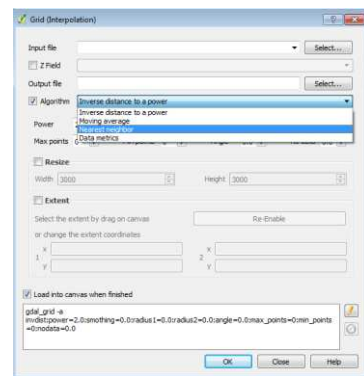 Grid (Interpolation)
Input file Select...
Z Field
Output file Select...
Algorithm Inverse distance to a power
Inverse distance to a power
Moving average
Nearest neighbor
Data metrics
Power
Max points
Resize
Width 3000 Height 3000
Extent
Select the extent by drag on canvas Re-Enable
or change the extent coordinates
x x
1 2
y y
Load into canvas when finished
gdal_grid -a
invdist:power=2.0:smothing=0.0:radius1=0.0:radius2=0.0:angle=0.0:max_points=0:min_points
=0:nodata=0.0
OK Close Help